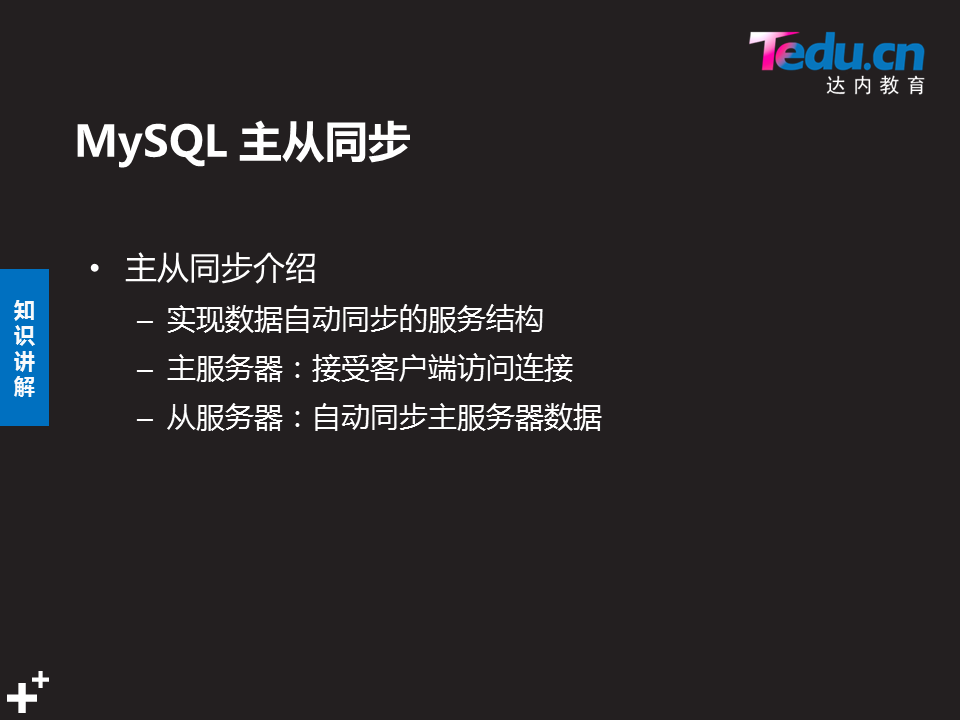 Tedu.cn
达内教育
MySQL 主从同步
• 主从同步介绍
– 实现数据自动同步的服务结构
– 主服务器：接受客户端访问连接
– 从服务器：自动同步主服务器数据
知识讲解